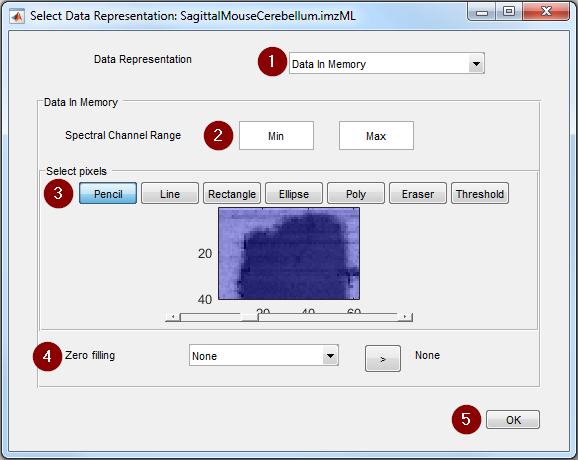 Select Data Representation: SagittalMouseCerebellum.imzML
Data Representation 1 Data In Memory
Data In Memory
Spectral Channel Range 2 Min Max
Select pixels
3 Pencil Line Rectangle Ellipse Poly Eraser Threshold
20
40
20 40 60
4 Zero filling None > None
5 OK